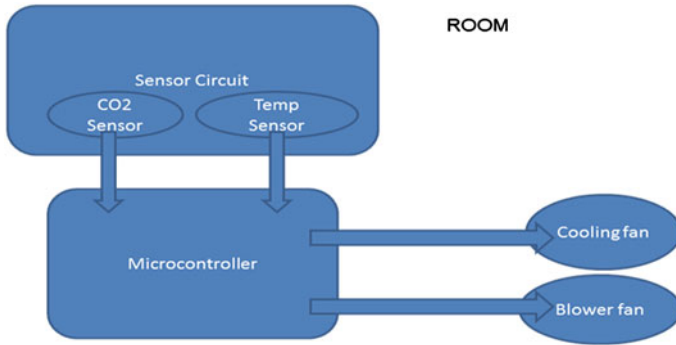 ROOM
Sensor Circuit
CO2
Sensor
Temp
Sensor
Microcontroller
Cooling fan
Blower fan